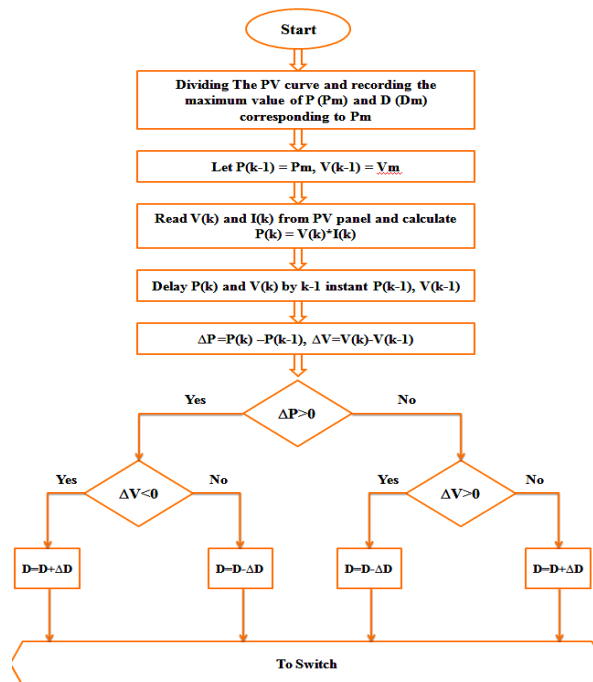 Start
Dividing The PV curve and recording the
maximum value of P (Pm) and D (Dm)
corresponding to Pm
Let P(k-1) = Pm, V(k-1) = Vm
Read V(k) and I(k) from PV panel and calculate
P(k) = V(k)*I(k)
Delay P(k) and V(k) by k-1 instant P(k-1), V(k-1)
ΔP=P(k) –P(k-1), ΔV=V(k)-V(k-1)
Yes
No
ΔP>0
Yes
No
Yes
No
ΔV<0
ΔV>0
D=D+ΔD
D=D-ΔD
D=D-ΔD
D=D+ΔD
To Switch